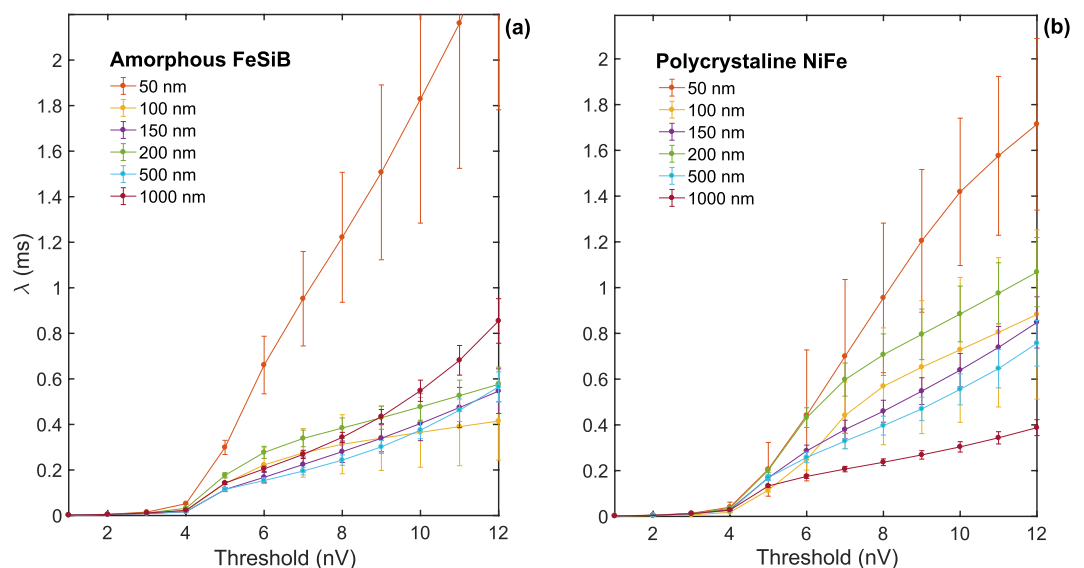 (a)
Amorphous FeSiB
50 nm
100 nm
150 nm
200 nm
500 nm
1000 nm
2
1.8
1.6
1.4
1.2
1
0.8
0.6
0.4
0.2
0
λ (ms)
2 4 6 8 10 12
Threshold (nV)
(b)
Polycrystaline NiFe
50 nm
100 nm
150 nm
200 nm
500 nm
1000 nm
2
1.8
1.6
1.4
1.2
1
0.8
0.6
0.4
0.2
0
2 4 6 8 10 12
Threshold (nV)